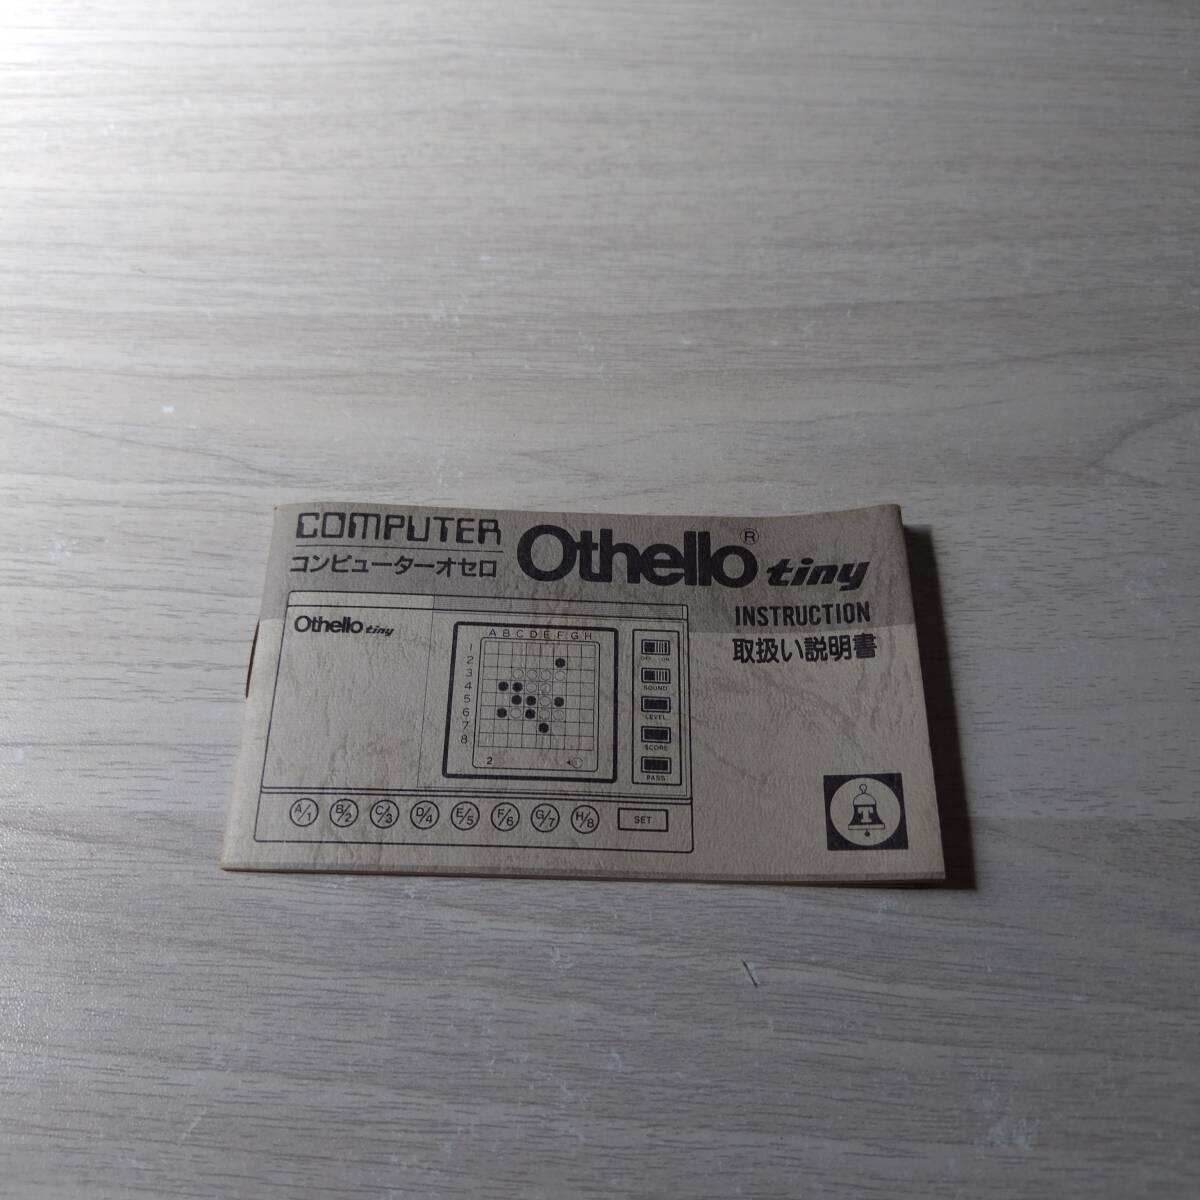 COMPUTER
コンピューターオセロ
Othello® tiny
INSTRUCTION
取扱い説明書
Othello tiny
A B C D E F G H
1
2
3
4
5
6
7
8
2
OFF ON
SOUND
LEVEL
SCORE
PASS
A/1 B/2 C/3 D/4 E/5 F/6 G/7 H/8 SET
T